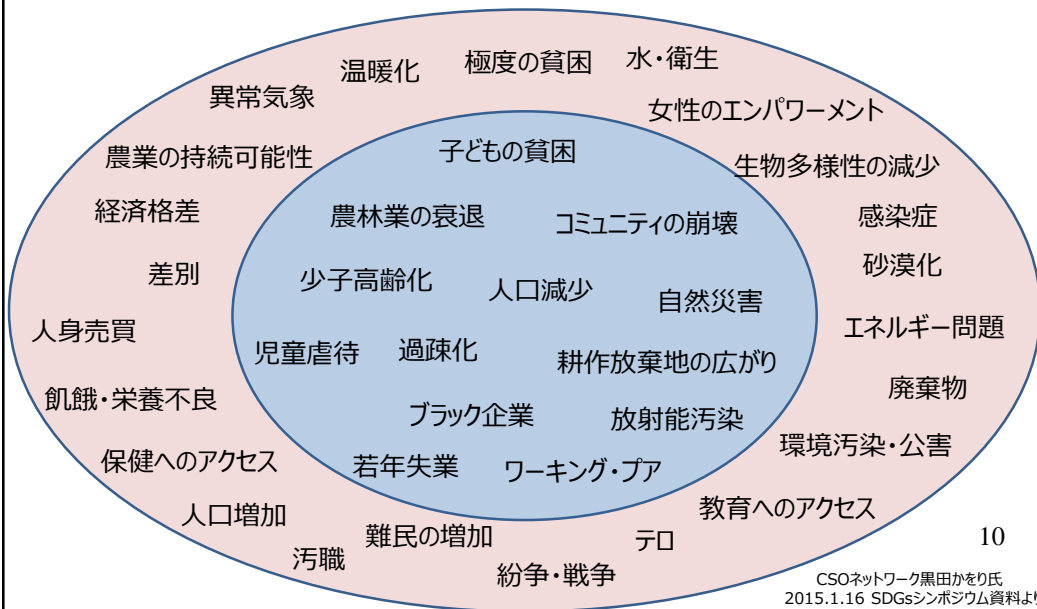 温暖化
極度の貧困
水・衛生
異常気象
女性のエンパワーメント
農業の持続可能性
子どもの貧困
生物多様性の減少
経済格差
農林業の衰退
コミュニティの崩壊
感染症
差別
少子高齢化
人口減少
自然災害
砂漠化
人身売買
エネルギー問題
児童虐待
過疎化
耕作放棄地の広がり
飢餓・栄養不良
廃棄物
ブラック企業
放射能汚染
保健へのアクセス
若年失業
ワーキング・プア
環境汚染・公害
人口増加
教育へのアクセス
汚職
難民の増加
テロ
紛争・戦争
10
CSOネットワーク黒田かをり氏
2015.1.16 SDGsシンポジウム資料より